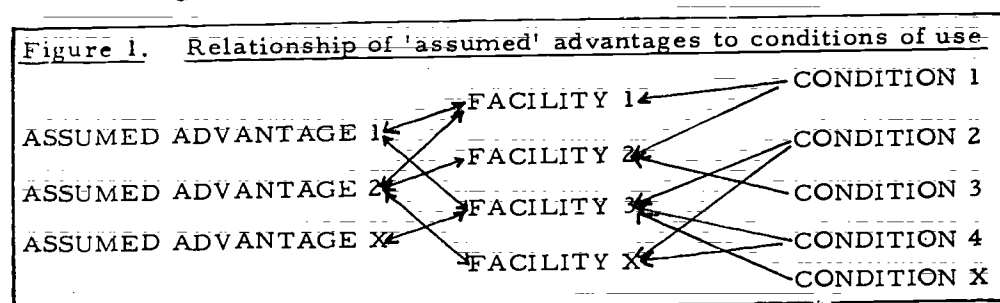 Figure 1. Relationship of 'assumed' advantages to conditions of use
CONDITION 1
FACILITY 1
ASSUMED ADVANTAGE 1
CONDITION 2
FACILITY 2
ASSUMED ADVANTAGE 2
CONDITION 3
FACILITY 3
ASSUMED ADVANTAGE X
CONDITION 4
FACILITY X
CONDITION X